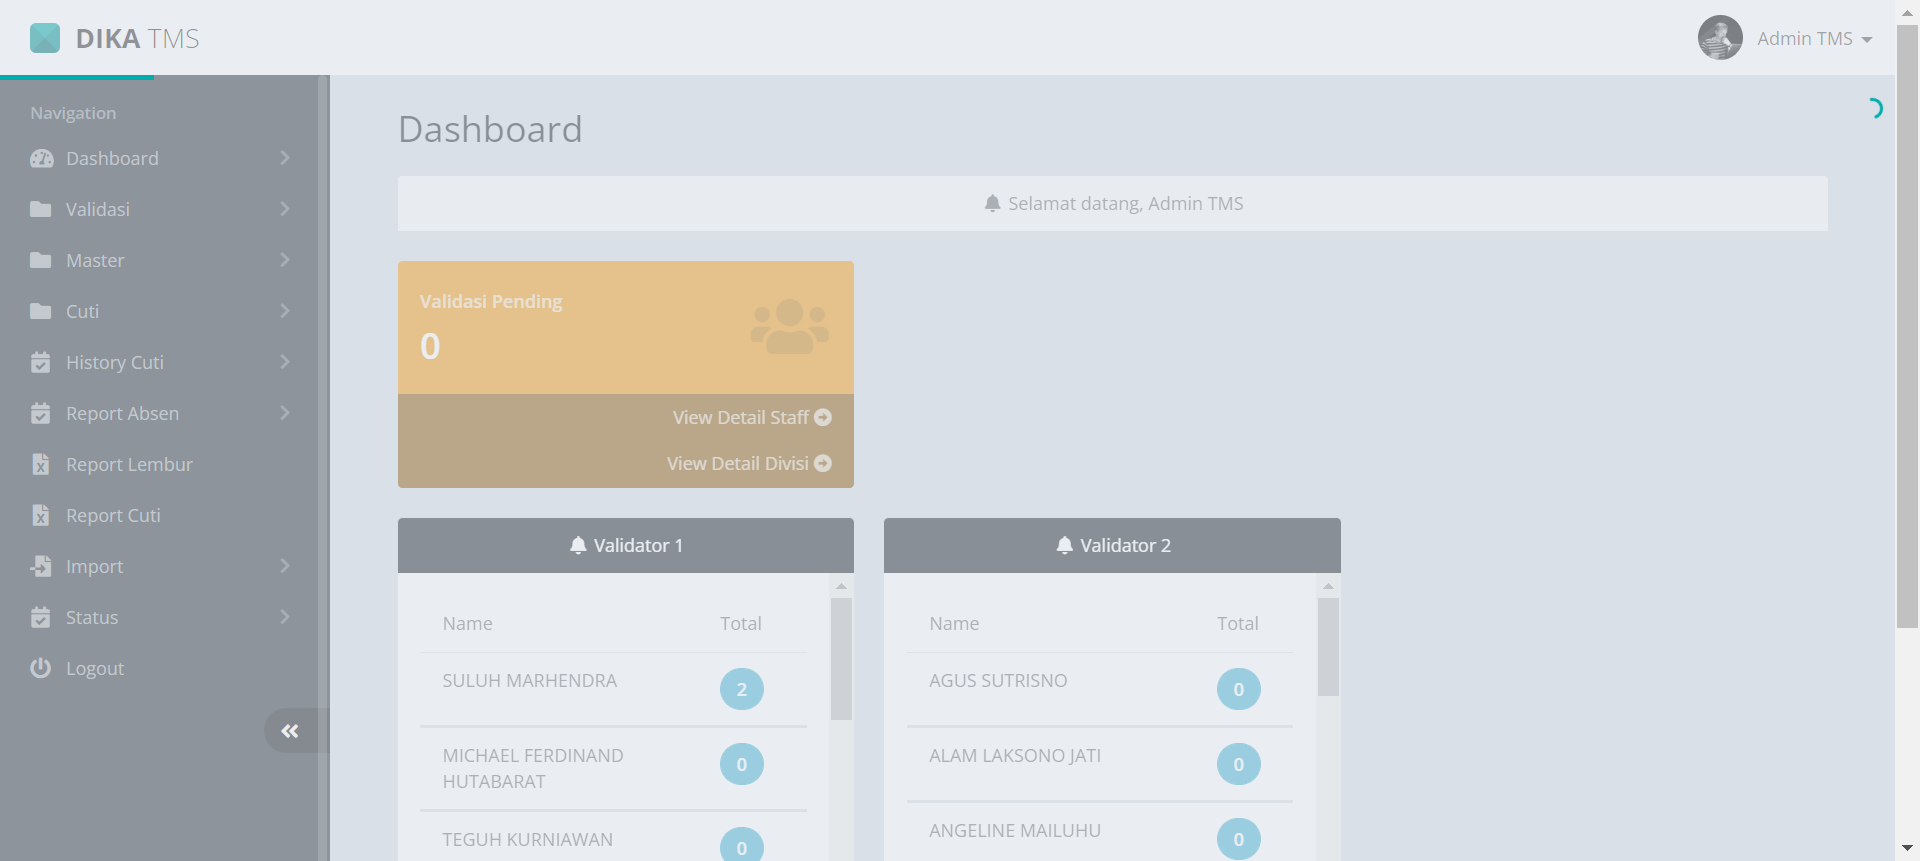 DIKA TMS
Admin TMS
Navigation
Dashboard
Validasi
Master
Cuti
History Cuti
Report Absen
Report Lembur
Report Cuti
Import
Status
Logout
Dashboard
Selamat datang, Admin TMS
Validasi Pending
0
View Detail Staff
View Detail Divisi
Validator 1
Name Total
SULUH MARHENDRA 2
MICHAEL FERDINAND 0
HUTABARAT
TEGUH KURNIAWAN 0
Validator 2
Name Total
AGUS SUTRISNO 0
ALAM LAKSONO JATI 0
ANGELINE MAILUHU 0